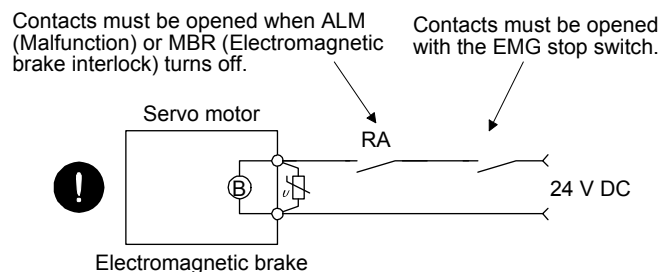 Contacts must be opened when ALM
(Malfunction) or MBR (Electromagnetic
brake interlock) turns off.
Contacts must be opened
with the EMG stop switch.
Servo motor
RA
B
U
24 V DC
Electromagnetic brake